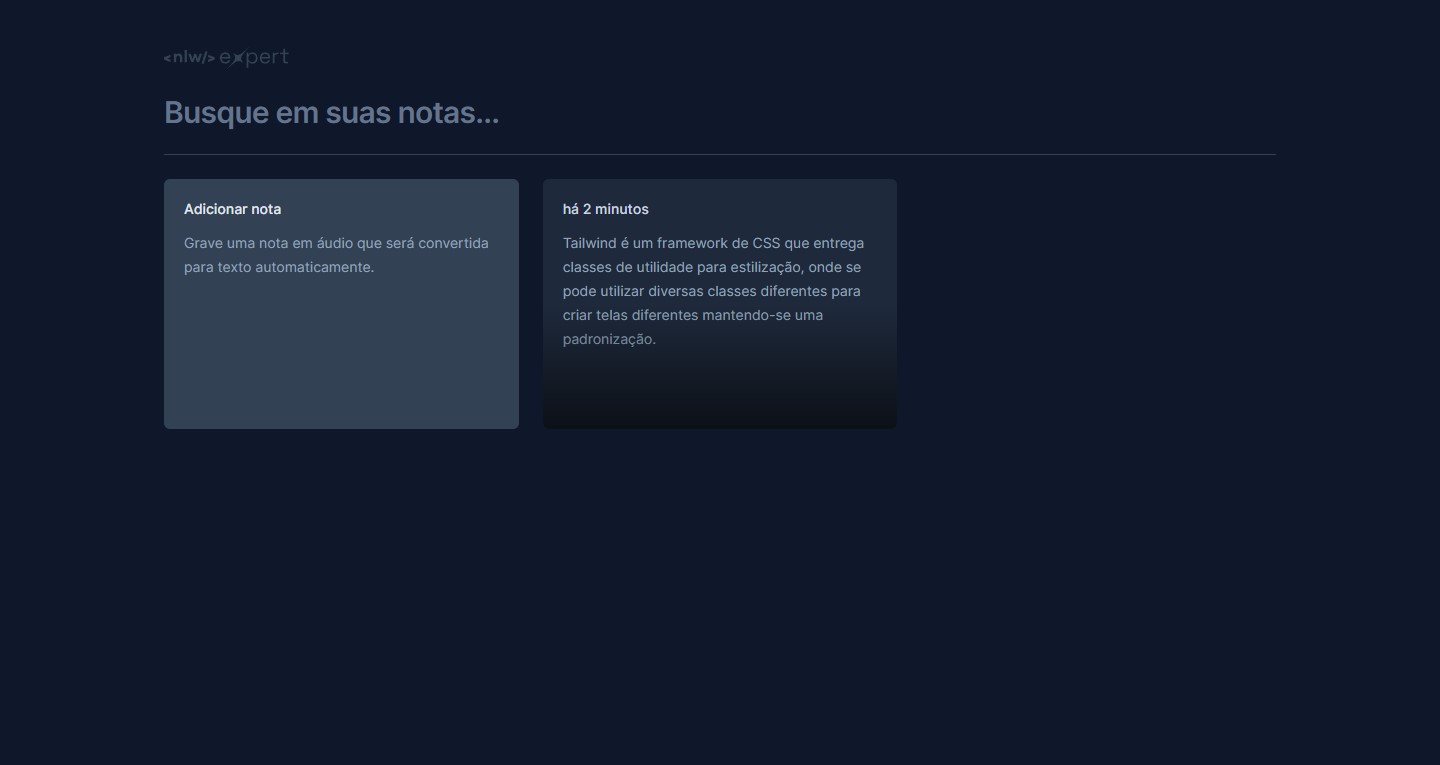 <nlw/> expert
Busque em suas notas...
Adicionar nota
Grave uma nota em áudio que será convertida
para texto automaticamente.
há 2 minutos
Tailwind é um framework de CSS que entrega
classes de utilidade para estilização, onde se
pode utilizar diversas classes diferentes para
criar telas diferentes mantendo-se uma
padronização.